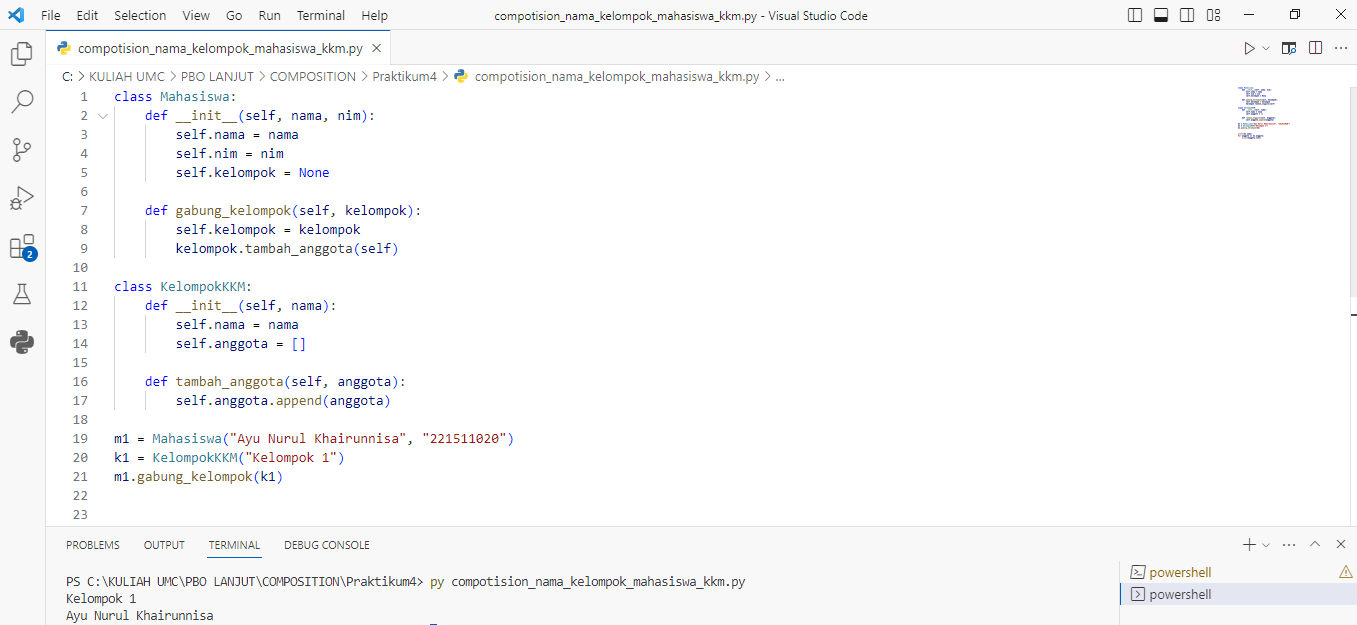 File Edit Selection View Go Run Terminal Help compotision_nama_kelompok_mahasiswa_kkm.py - Visual Studio Code
compotision_nama_kelompok_mahasiswa_kkm.py
C: > KULIAH UMC > PBO LANJUT > COMPOSITION > Praktikum4 > compotision_nama_kelompok_mahasiswa_kkm.py > ...
1 class Mahasiswa:
2     def __init__(self, nama, nim):
3         self.nama = nama
4         self.nim = nim
5         self.kelompok = None
6
7     def gabung_kelompok(self, kelompok):
8         self.kelompok = kelompok
9         kelompok.tambah_anggota(self)
10
11 class KelompokKKM:
12     def __init__(self, nama):
13         self.nama = nama
14         self.anggota = []
15
16     def tambah_anggota(self, anggota):
17         self.anggota.append(anggota)
18
19 m1 = Mahasiswa("Ayu Nurul Khairunnisa", "221511020")
20 k1 = KelompokKKM("Kelompok 1")
21 m1.gabung_kelompok(k1)
22
23
2
PROBLEMS OUTPUT TERMINAL DEBUG CONSOLE
PS C:\KULIAH UMC\PBO LANJUT\COMPOSITION\Praktikum4> py compotision_nama_kelompok_mahasiswa_kkm.py
Kelompok 1
Ayu Nurul Khairunnisa
powershell
powershell